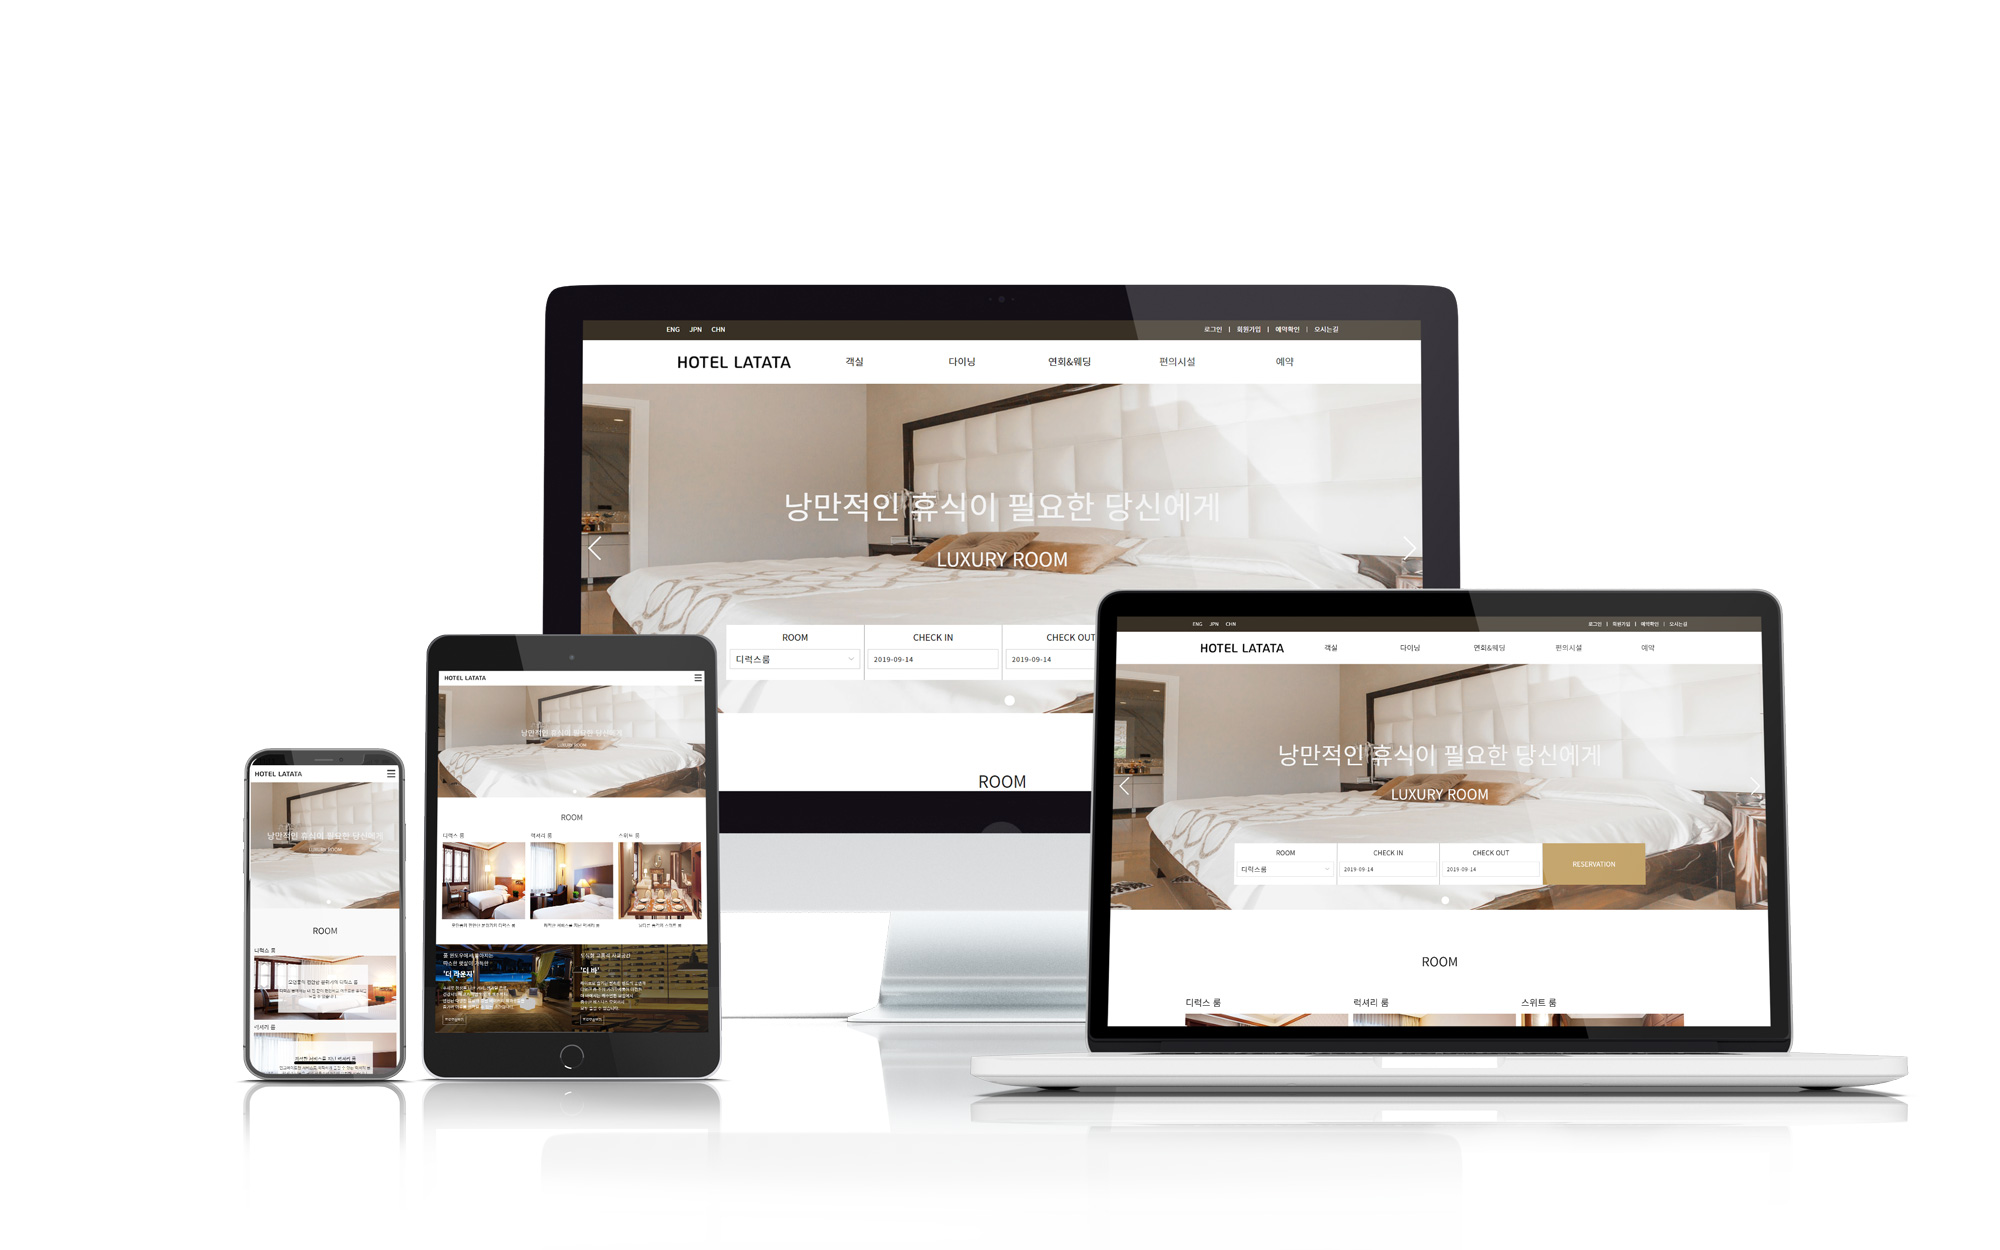 ENG JPN CHN
로그인 | 회원가입 | 예약확인 | 오시는길
HOTEL LATATA 객실 다이닝 연회&웨딩 편의시설 예약
낭만적인 휴식이 필요한 당신에게
LUXURY ROOM
ROOM CHECK IN CHECK OUT
디럭스룸 2019-09-14 2019-09-14
ROOM
ENG JPN CHN
로그인 | 회원가입 | 예약확인 | 오시는길
HOTEL LATATA 객실 다이닝 연회&웨딩 편의시설 예약
낭만적인 휴식이 필요한 당신에게
LUXURY ROOM
ROOM CHECK IN CHECK OUT
디럭스룸 2019-09-14 2019-09-14
RESERVATION
ROOM
디럭스 룸 럭셔리 룸 스위트 룸
HOTEL LATATA
낭만적인 휴식이 필요한 당신에게
LUXURY ROOM
ROOM
디럭스 룸 럭셔리 룸 스위트 룸
'더 라운지'
'더 바'
HOTEL LATATA
낭만적인 휴식이 필요한 당신에게
LUXURY ROOM
ROOM
디럭스 룸
럭셔리 룸